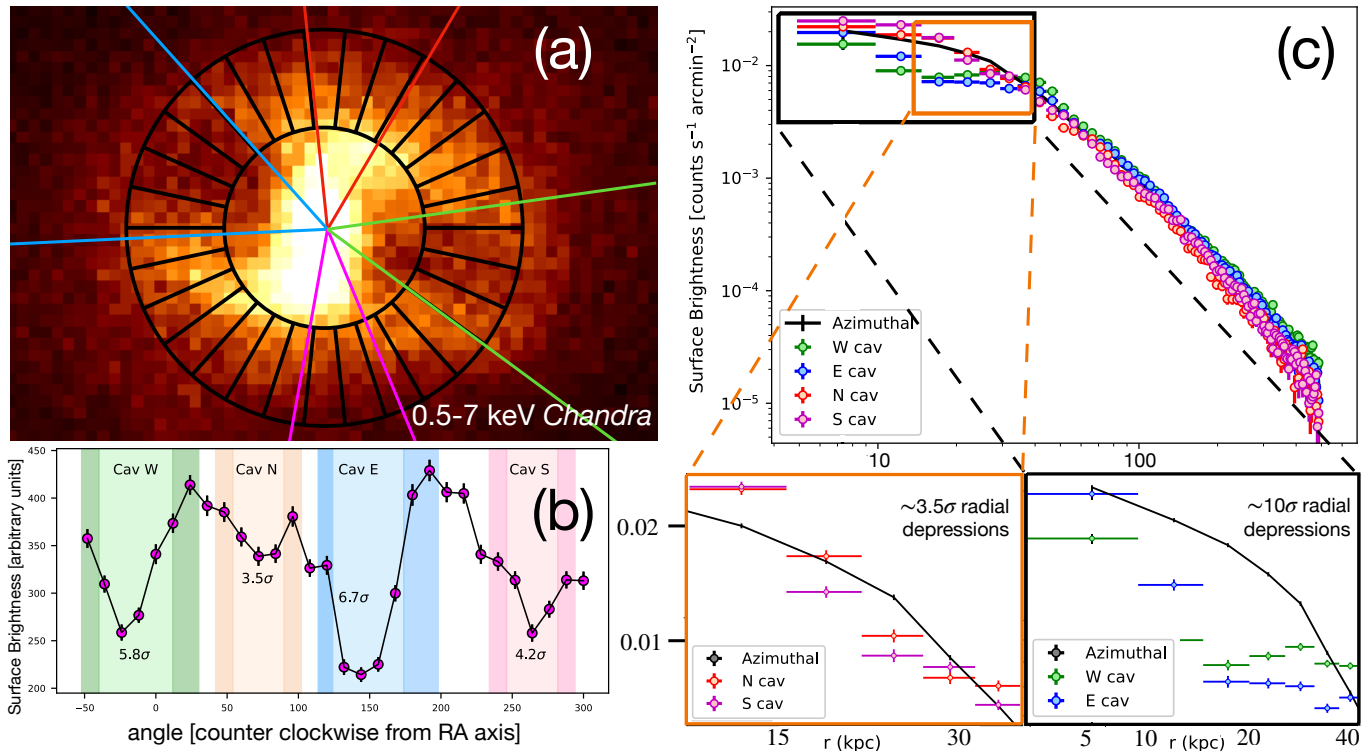 (a)
0.5-7 keV Chandra
450
400
350
300
250
200
Surface Brightness [arbitrary units]
Cav W
Cav N
Cav E
Cav S
(b)
5.8σ
3.5σ
6.7σ
4.2σ
−50
0
50
100
150
200
250
300
angle [counter clockwise from RA axis]
(c)
Surface Brightness [counts s⁻¹ arcmin⁻²]
10⁻²
10⁻³
10⁻⁴
10⁻⁵
Azimuthal
W cav
E cav
N cav
S cav
10
100
~3.5σ radial
depressions
0.02
0.01
Azimuthal
N cav
S cav
15
r (kpc)
30
~10σ radial
depressions
Azimuthal
W cav
E cav
5
10
r (kpc)
20
40